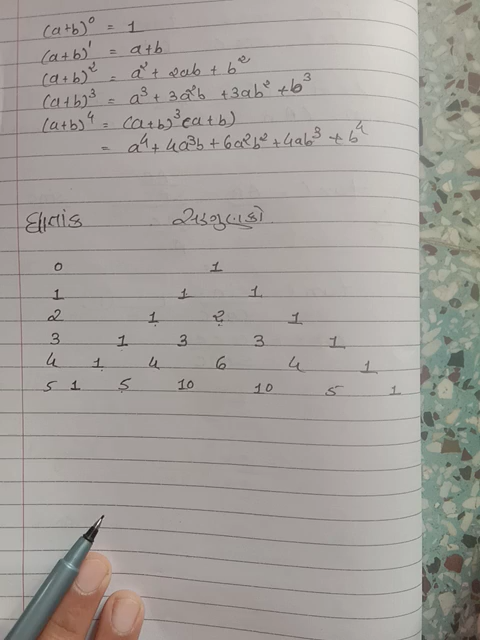 (a+b)⁰ = 1
(a+b)¹ = a+b
(a+b)² = a² + 2ab + b²
(a+b)³ = a³ + 3a²b + 3ab² + b³
(a+b)⁴ = (a+b)³(a+b)
= a⁴ + 4a³b + 6a²b² + 4ab³ + b⁴
ઘાતાંક સહગુણકો
0 1
1 1 1
2 1 2 1
3 1 3 3 1
4 1 4 6 4 1
5 1 5 10 10 5 1